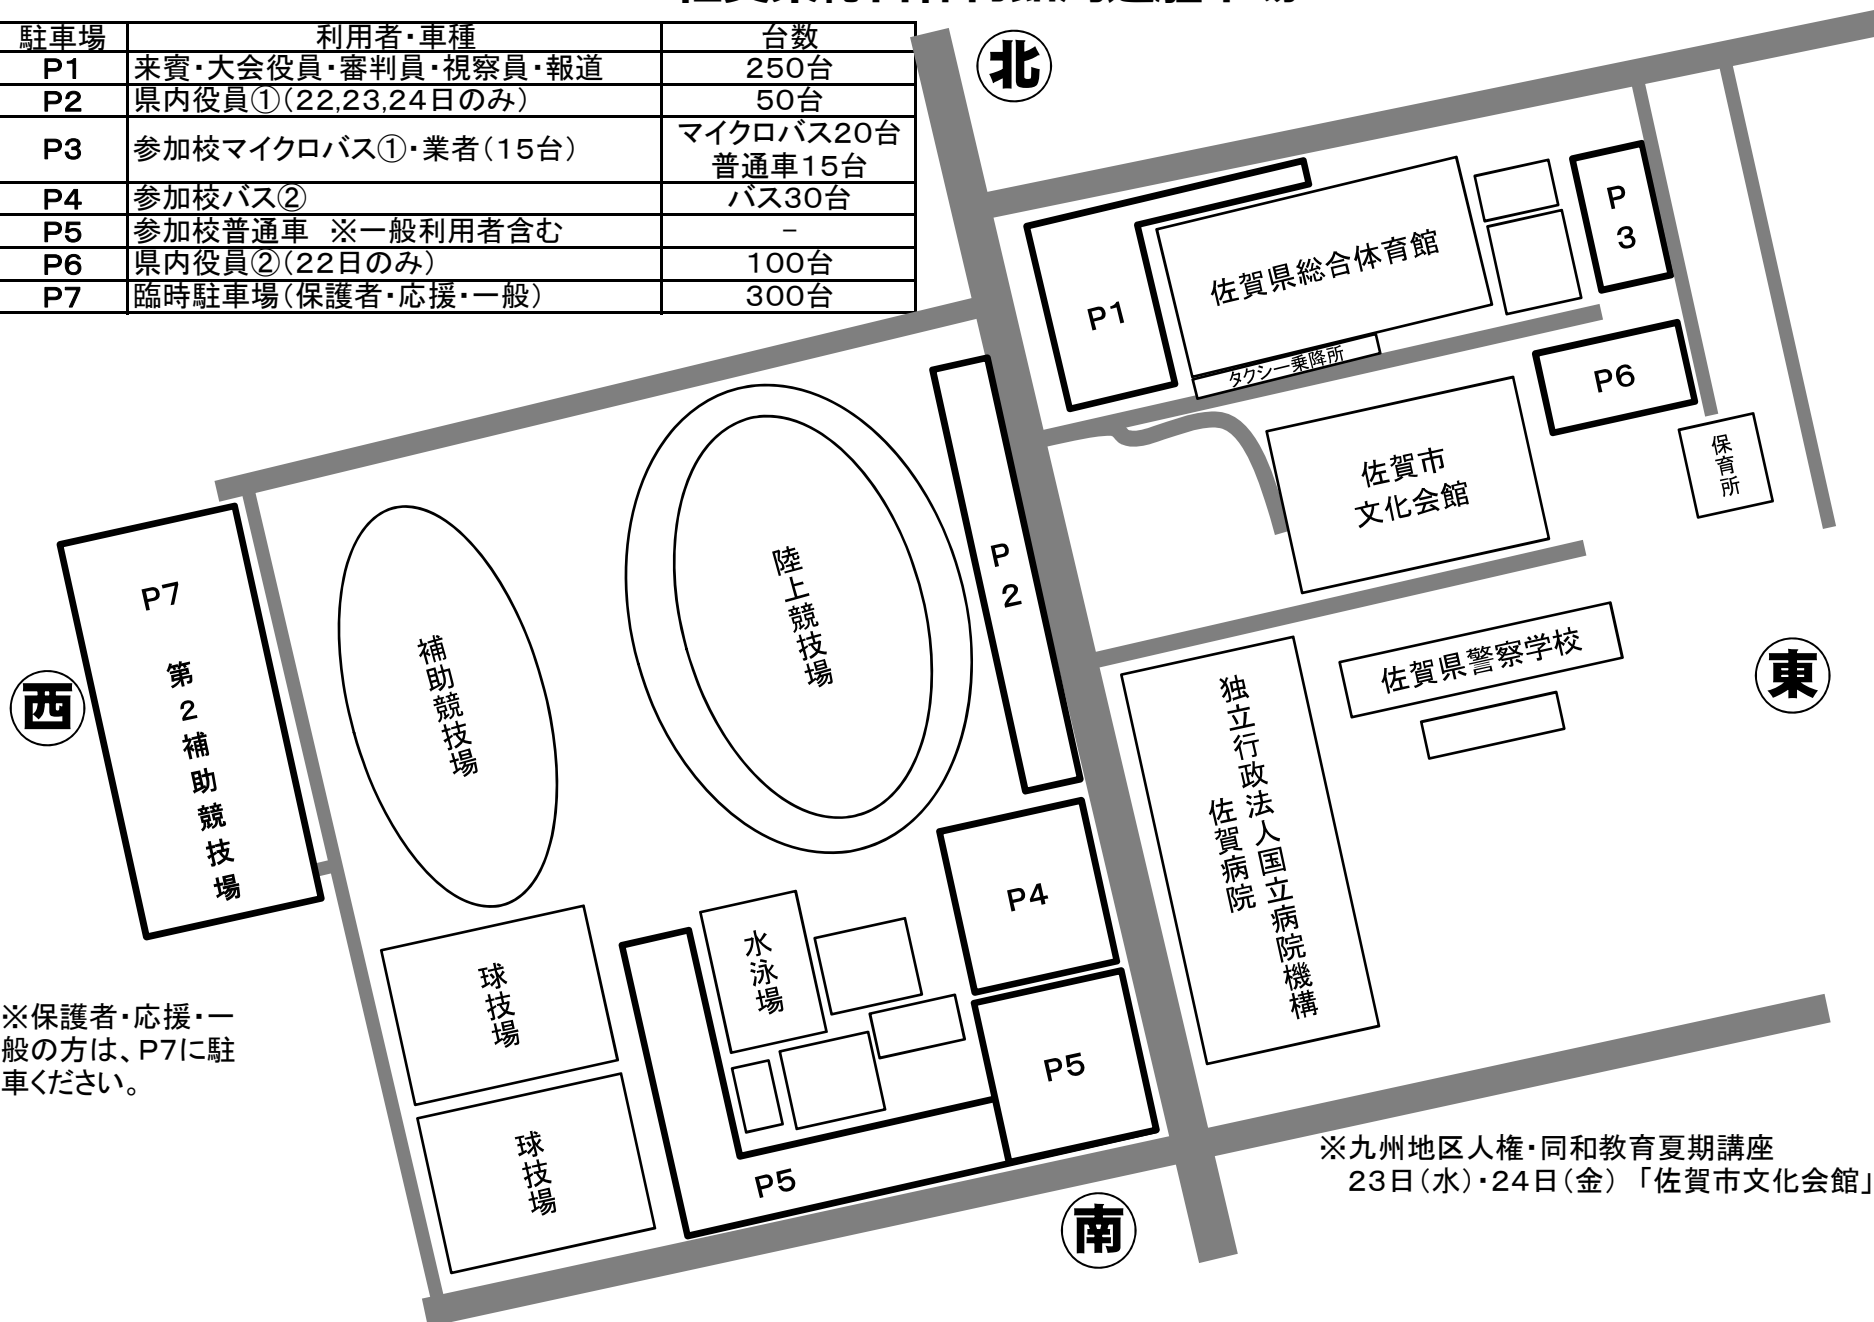 駐車場 利用者・車種 台数
P1 来賓・大会役員・審判員・視察員・報道 250台
P2 県内役員①(22,23,24日のみ) 50台
P3 参加校マイクロバス①・業者(15台) マイクロバス20台
普通車15台
P4 参加校バス② バス30台
P5 参加校普通車 ※一般利用者含む -
P6 県内役員②(22日のみ) 100台
P7 臨時駐車場(保護者・応援・一般) 300台
北
P1
佐賀県総合体育館
P3
タクシー乗降所
P6
佐賀市
文化会館
保育所
P2
陸上競技場
補助競技場
P7
第2補助競技場
西
東
佐賀県警察学校
独立行政法人国立病院機構
佐賀病院
P4
水泳場
球技場
P5
球技場
P5
南
※保護者・応援・一
般の方は、P7に駐
車ください。
※九州地区人権・同和教育夏期講座
23日(水)・24日(金) 「佐賀市文化会館」